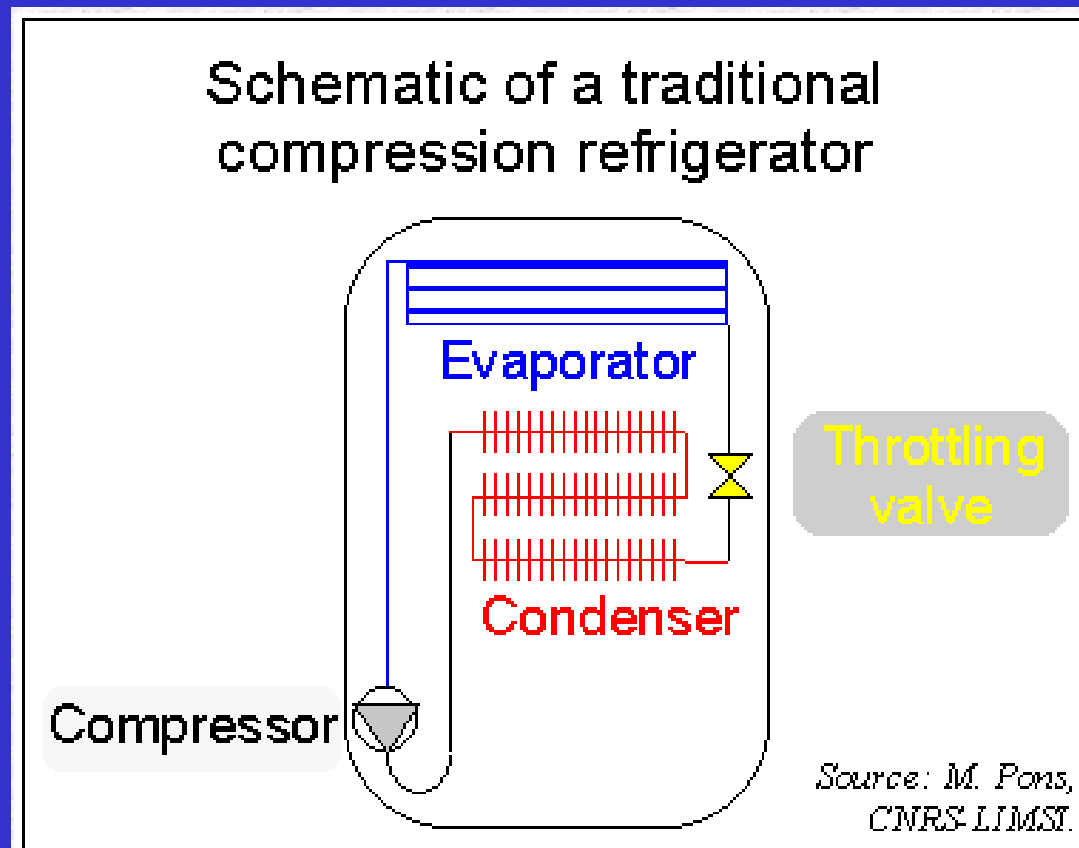 Schematic of a traditional
compression refrigerator
Evaporator
Throttling
valve
Condenser
Compressor
Source: M. Pons,
CNRS-LIMSI.